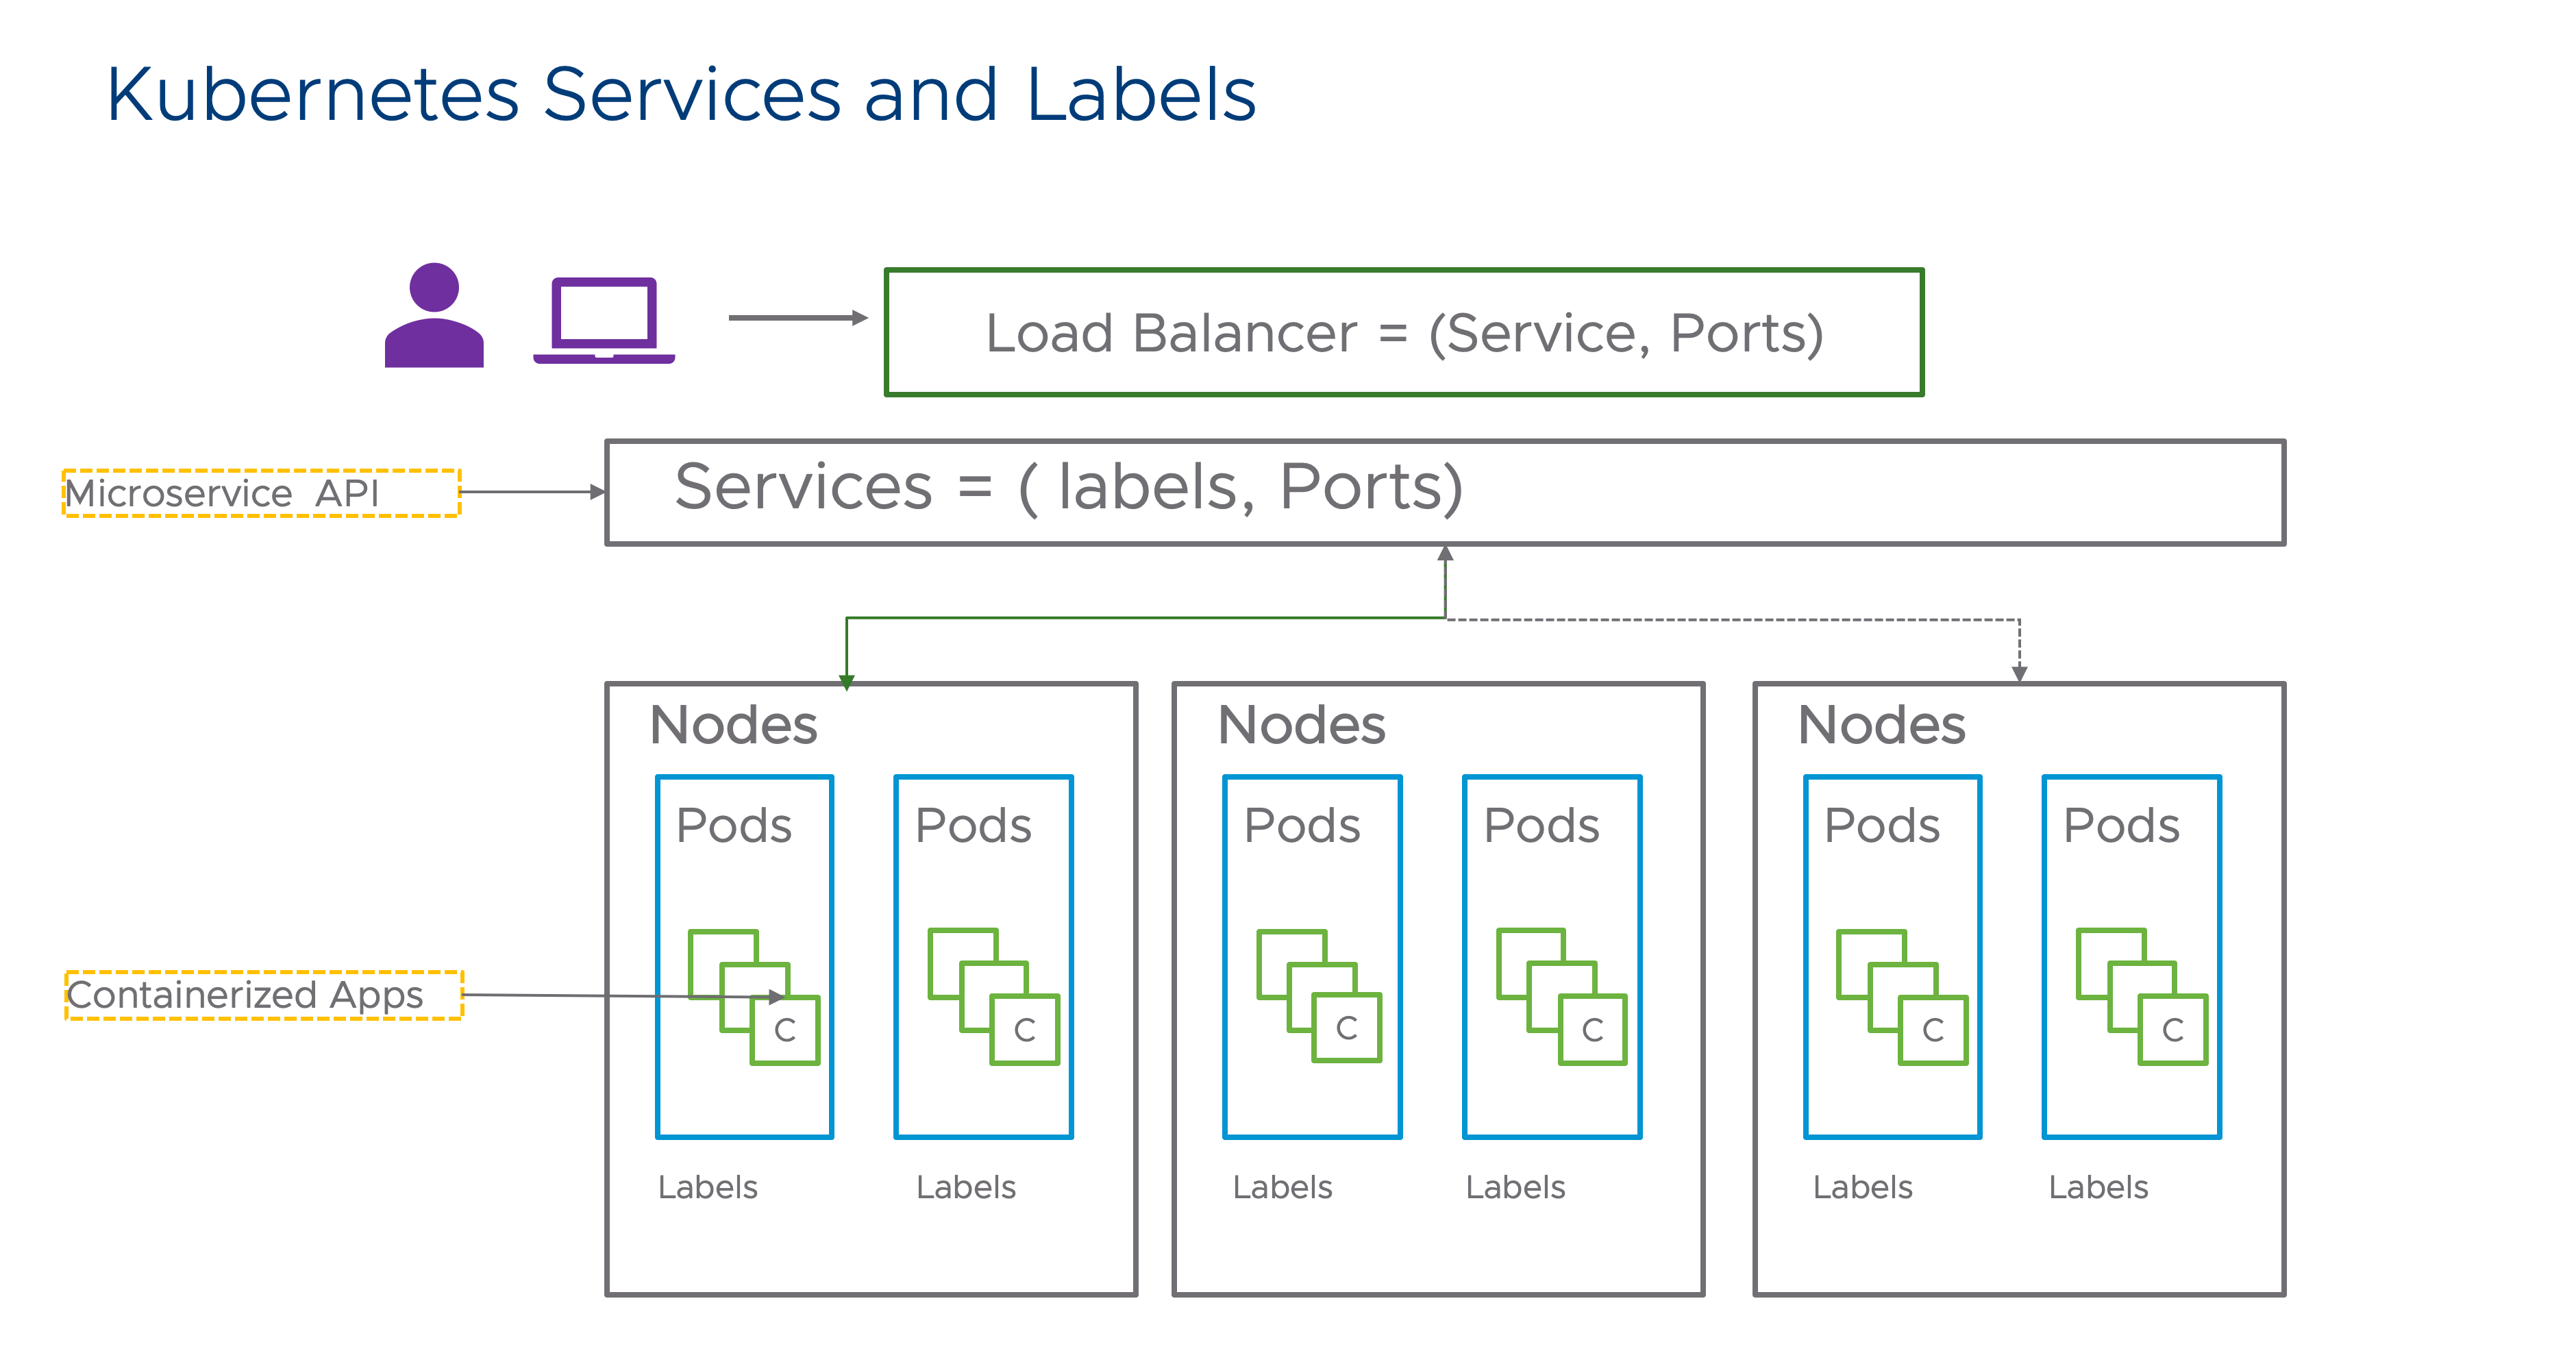 Kubernetes Services and Labels
Load Balancer = (Service, Ports)
Microservice API
Services = ( labels, Ports)
Nodes
Nodes
Nodes
Pods
Pods
Pods
Pods
Pods
Pods
Containerized Apps
C
C
C
C
C
C
Labels
Labels
Labels
Labels
Labels
Labels